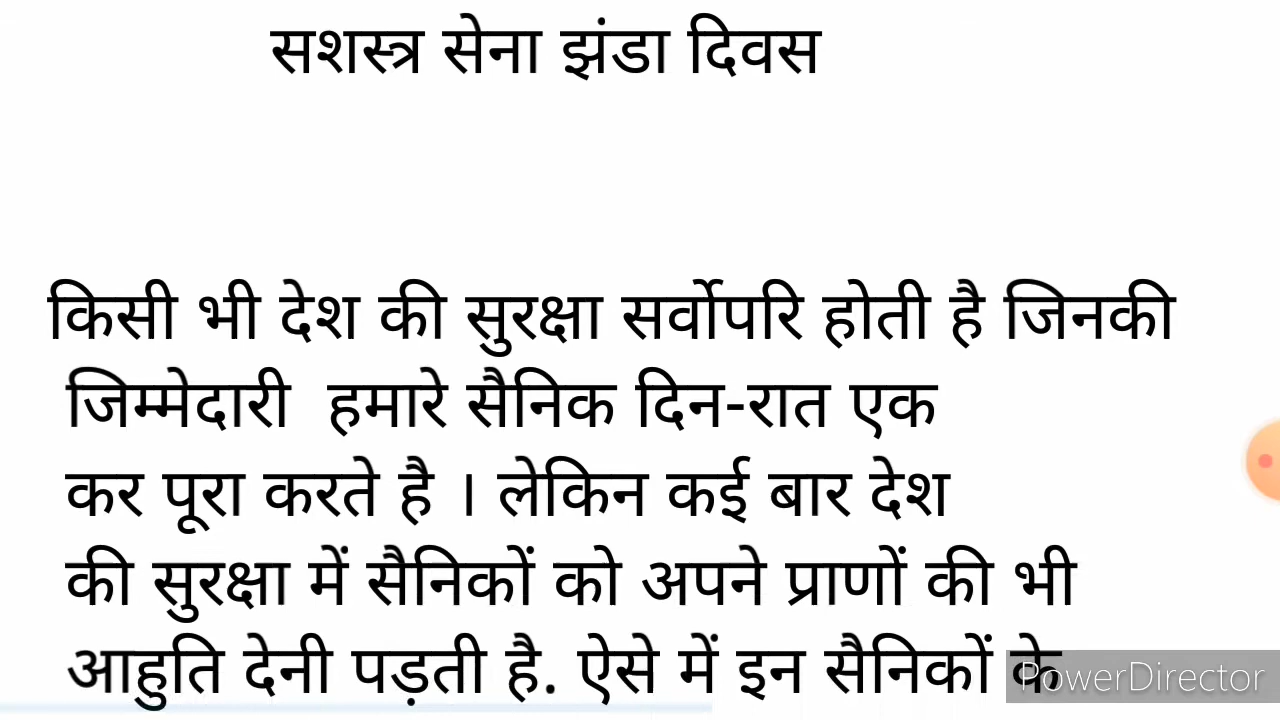 सशस्त्र सेना झंडा दिवस
किसी भी देश की सुरक्षा सर्वोपरि होती है जिनकी
जिम्मेदारी हमारे सैनिक दिन-रात एक
कर पूरा करते है । लेकिन कई बार देश
की सुरक्षा में सैनिकों को अपने प्राणों की भी
आहुति देनी पड़ती है. ऐसे में इन सैनिकों के
PowerDirector